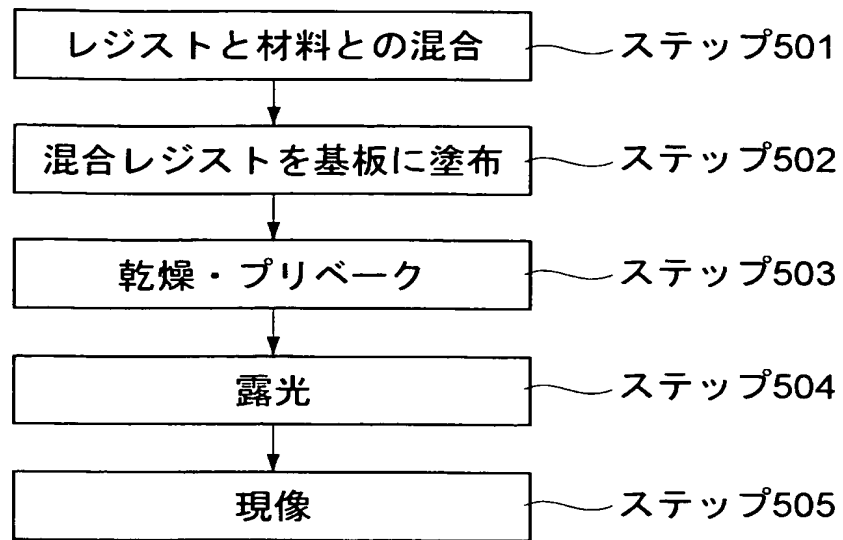 レジストと材料との混合 ステップ501
混合レジストを基板に塗布 ステップ502
乾燥・プリベーク ステップ503
露光 ステップ504
現像 ステップ505